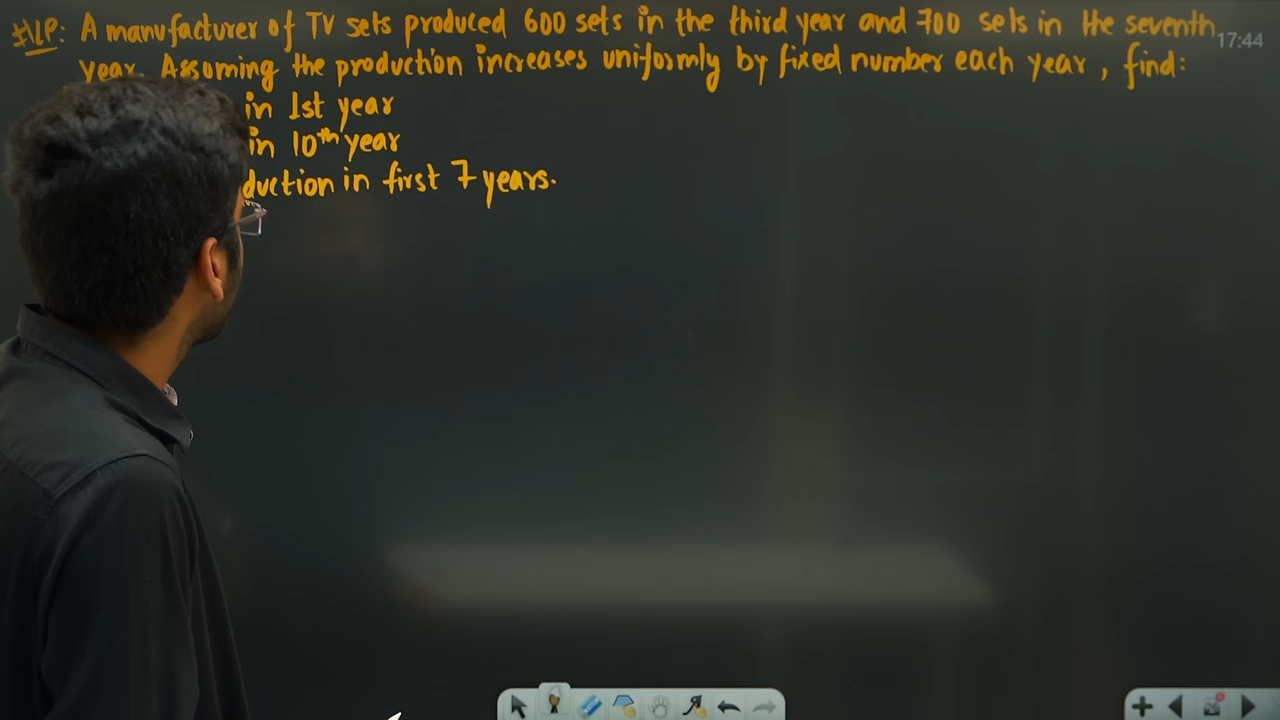 #LP: A manufacturer of TV sets produced 600 sets in the third year and 700 sets in the seventh
17:44
year. Assuming the production increases uniformly by fixed number each year, find:
in 1st year
in 10th year
duction in first 7 years.